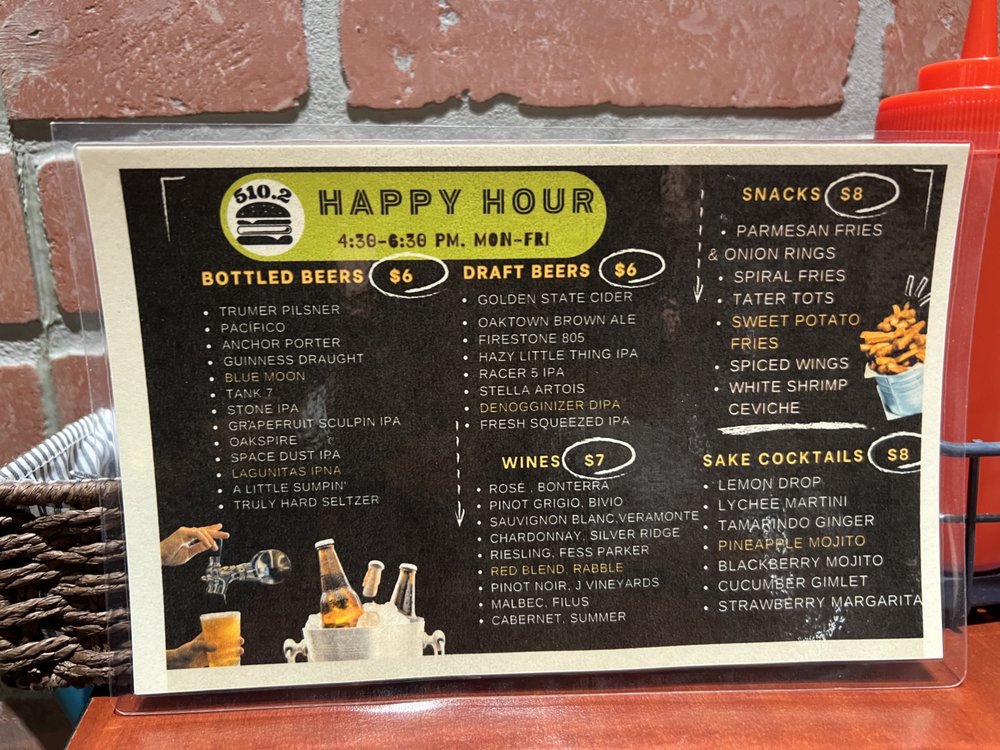 510.2
HAPPY HOUR
4:30-6:30 PM, MON-FRI
BOTTLED BEERS $6
TRUMER PILSNER
PACÍFICO
ANCHOR PORTER
GUINNESS DRAUGHT
BLUE MOON
TANK 7
STONE IPA
GRAPEFRUIT SCULPIN IPA
OAKSPIRE
SPACE DUST IPA
LAGUNITAS IPNA
A LITTLE SUMPIN'
TRULY HARD SELTZER
DRAFT BEERS $6
GOLDEN STATE CIDER
OAKTOWN BROWN ALE
FIRESTONE 805
HAZY LITTLE THING IPA
RACER 5 IPA
STELLA ARTOIS
DENOGGINIZER DIPA
FRESH SQUEEZED IPA
WINES $7
ROSE, BONTERRA
PINOT GRIGIO, BIVIO
SAUVIGNON BLANC, VERAMONTE
CHARDONNAY, SILVER RIDGE
RIESLING, FESS PARKER
RED BLEND, RABBLE
PINOT NOIR, J VINEYARDS
MALBEC, FILUS
CABERNET, SUMMER
SNACKS $8
PARMESAN FRIES
& ONION RINGS
SPIRAL FRIES
TATER TOTS
SWEET POTATO
FRIES
SPICED WINGS
WHITE SHRIMP
CEVICHE
SAKE COCKTAILS $8
LEMON DROP
LYCHEE MARTINI
TAMARINDO GINGER
PINEAPPLE MOJITO
BLACKBERRY MOJITO
CUCUMBER GIMLET
STRAWBERRY MARGARITA